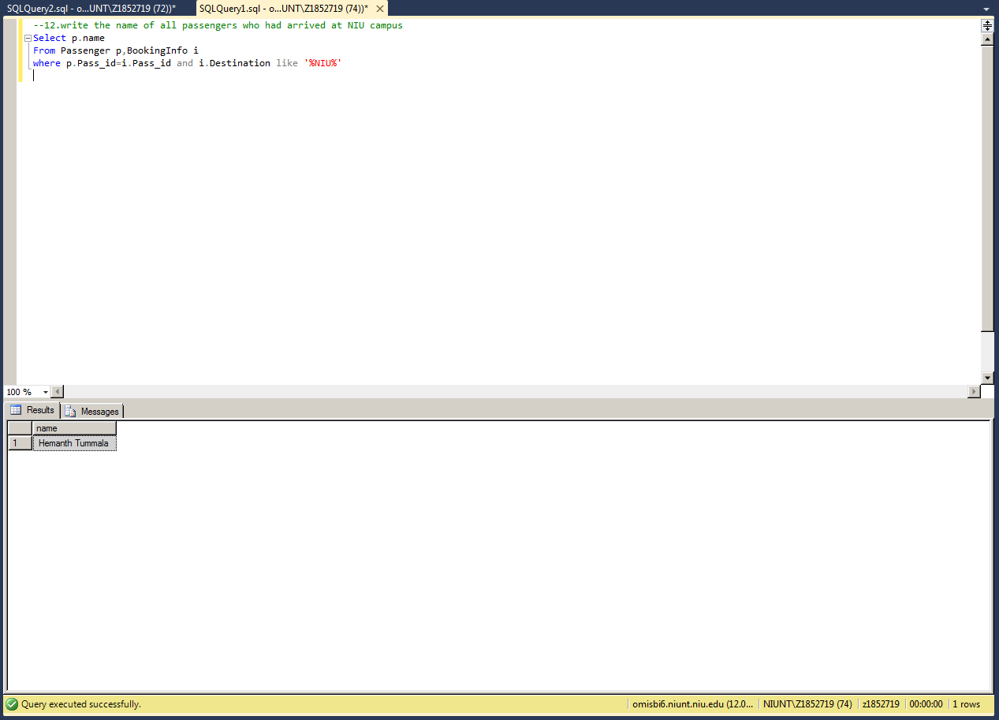 SQLQuery2.sql - o...UNT\Z1852719 (72))* SQLQuery1.sql - o...UNT\Z1852719 (74))*
--12.write the name of all passengers who had arrived at NIU campus
Select p.name
From Passenger p,BookingInfo i
where p.Pass_id=i.Pass_id and i.Destination like '%NIU%'
100 %
Results Messages
name
1 Hemanth Tummala
Query executed successfully. omisbi6.niunt.niu.edu (12.0... NIUNT\Z1852719 (74) z1852719 00:00:00 1 rows